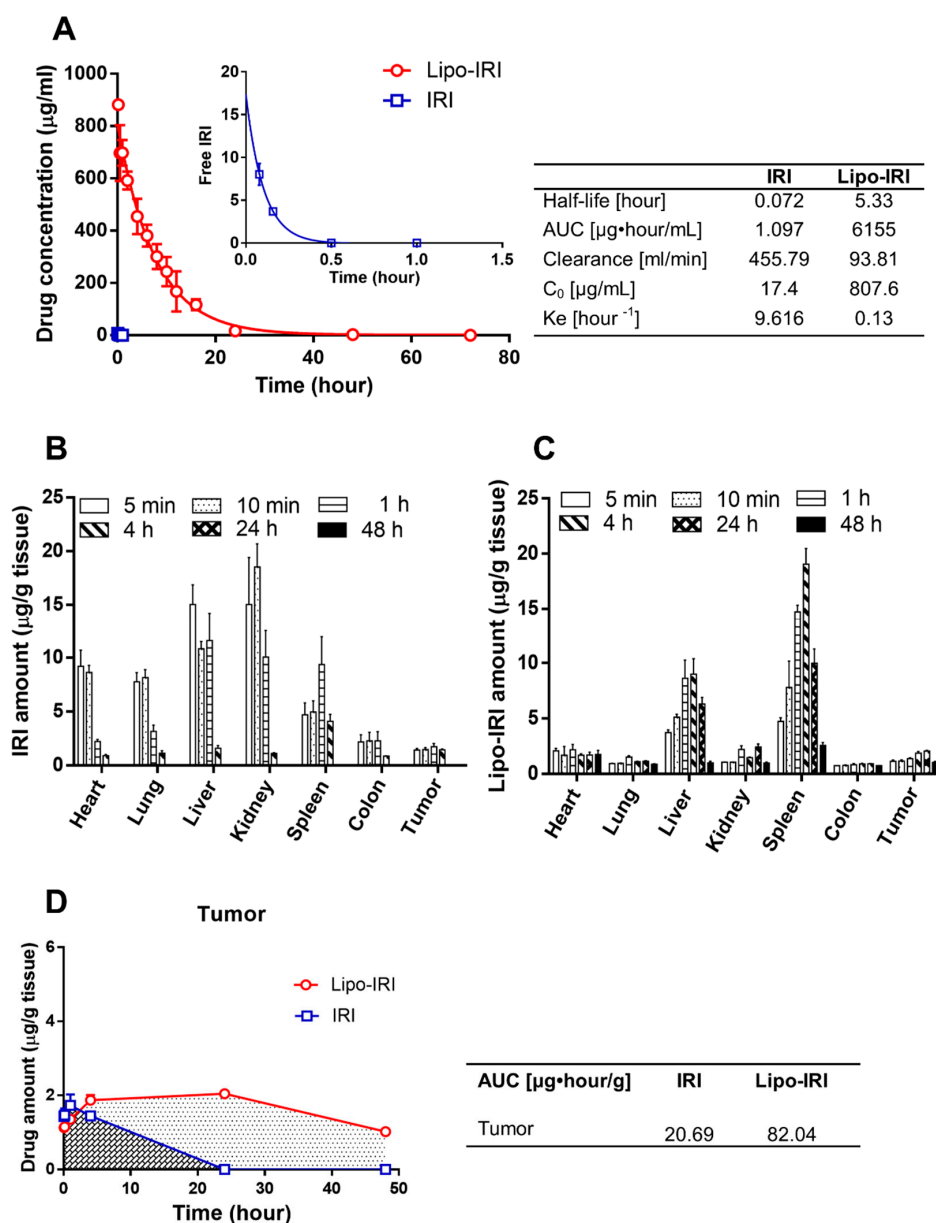 A
Drug concentration (μg/ml)
1000
800
600
400
200
0
0 20 40 60 80
Time (hour)
Free IRI
20
15
10
5
0
0.0 0.5 1.0 1.5
Time (hour)
Lipo-IRI
IRI
IRI Lipo-IRI
Half-life [hour] 0.072 5.33
AUC [μg•hour/mL] 1.097 6155
Clearance [ml/min] 455.79 93.81
C₀ [μg/mL] 17.4 807.6
Ke [hour ⁻¹] 9.616 0.13
B
IRI amount (μg/g tissue)
25
20
15
10
5
0
5 min 10 min 1 h
4 h 24 h 48 h
Heart Lung Liver Kidney Spleen Colon Tumor
C
Lipo-IRI amount (μg/g tissue)
25
20
15
10
5
0
5 min 10 min 1 h
4 h 24 h 48 h
Heart Lung Liver Kidney Spleen Colon Tumor
D
Tumor
Drug amount (μg/g tissue)
6
4
2
0
0 10 20 30 40 50
Time (hour)
Lipo-IRI
IRI
AUC [μg•hour/g] IRI Lipo-IRI
Tumor 20.69 82.04